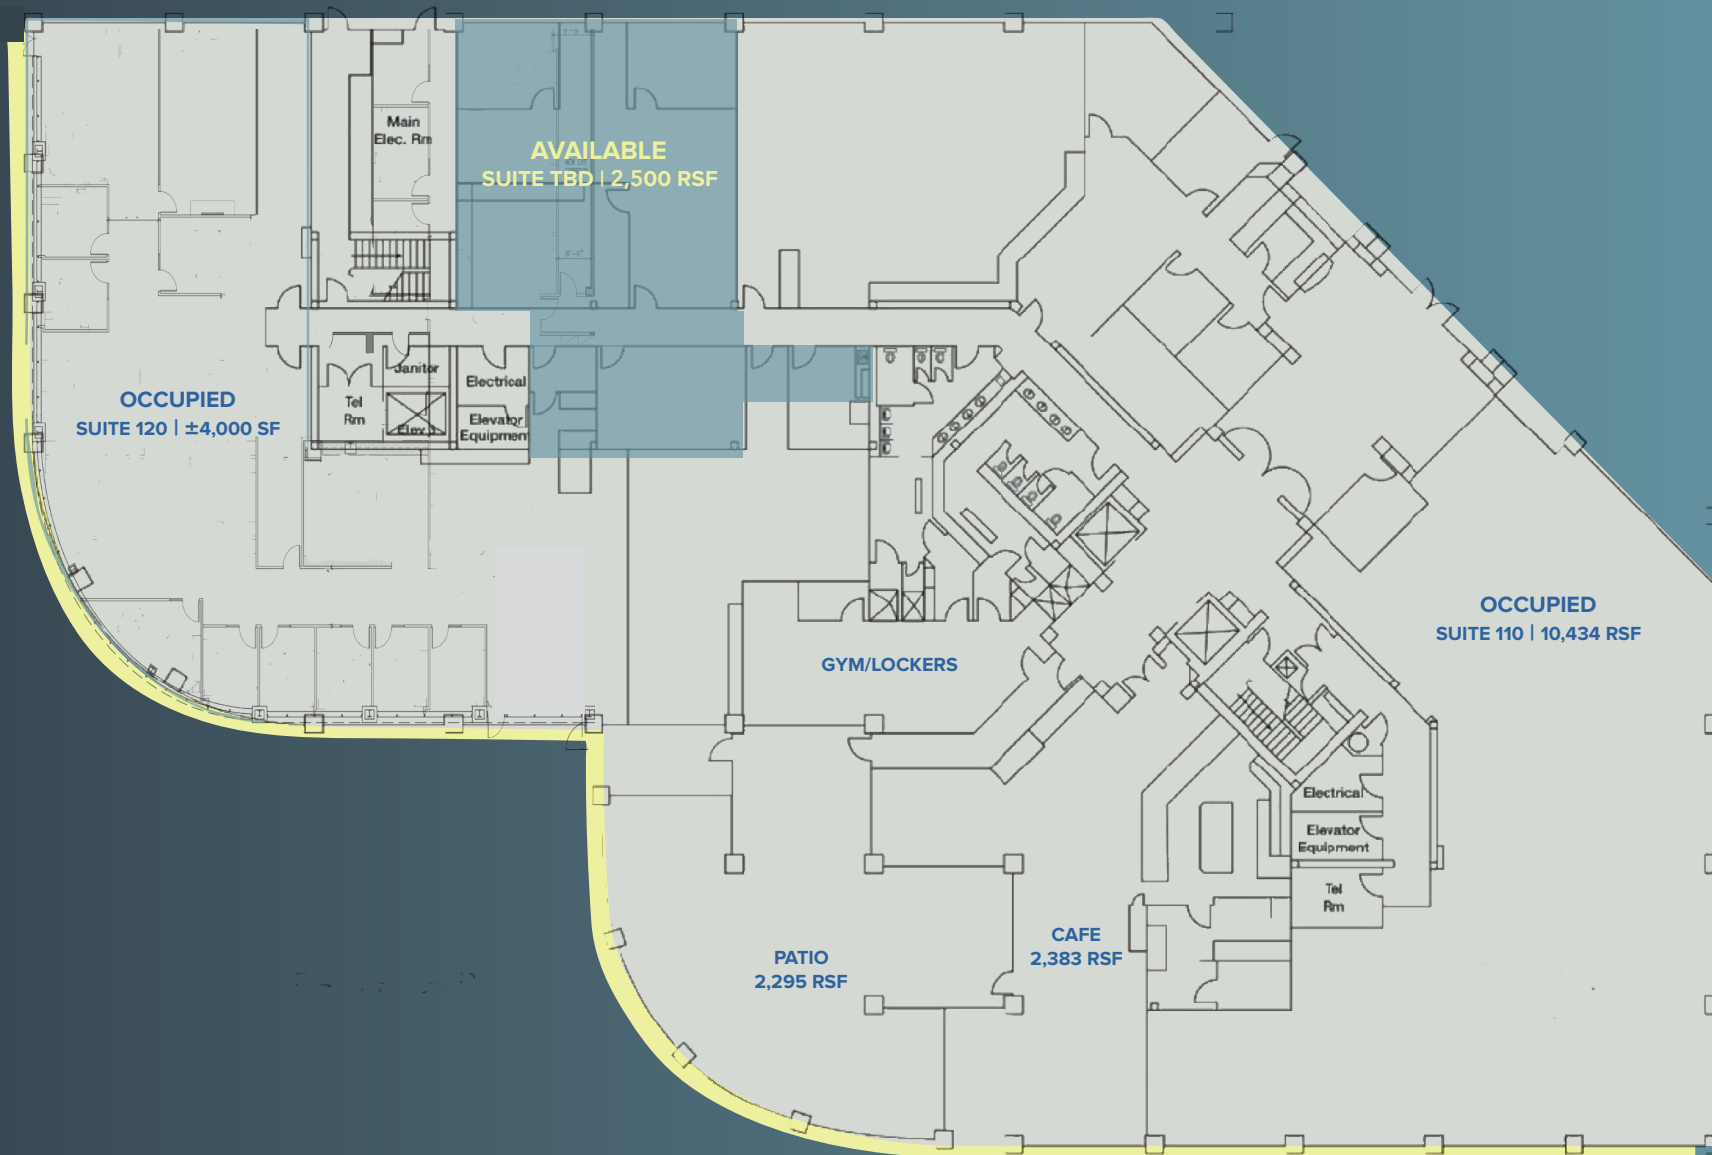 Main
Elec. Rm
AVAILABLE
SUITE TBD | 2,500 RSF
6'-0"
Janitor
Tel
Rm
Elev.
Electrical
Elevator
Equipment
OCCUPIED
SUITE 120 | ±4,000 SF
OCCUPIED
SUITE 110 | 10,434 RSF
GYM/LOCKERS
Electrical
Elevator
Equipment
Tel
Rm
PATIO
2,295 RSF
CAFE
2,383 RSF